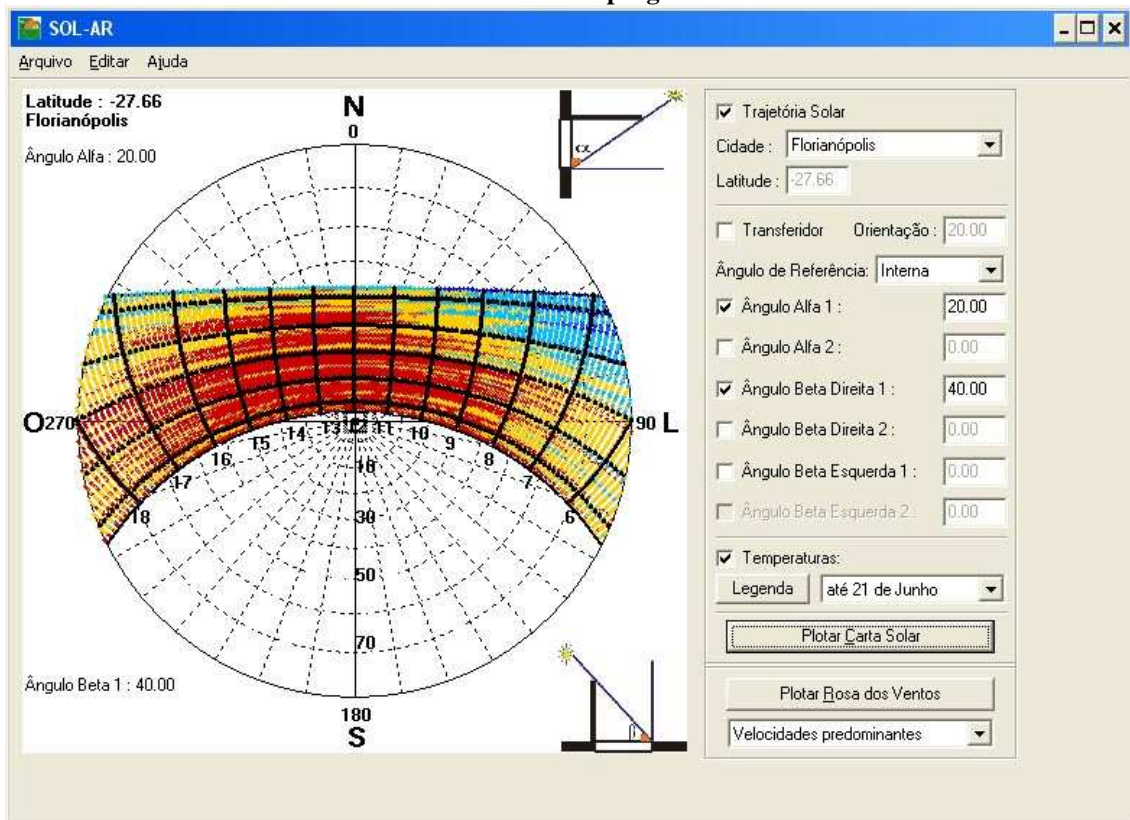 SOL-AR
Arquivo Editar Ajuda
Latitude : -27.66
Florianópolis
Ângulo Alfa : 20.00
N
0
α
O 270
90 L
18 17 16 15 14 13 11 10 9 8 7 6
30
50
70
180
S
Ângulo Beta 1 : 40.00
β
Trajetória Solar
Cidade : Florianópolis
Latitude : -27.66
Transferidor Orientação : 20.00
Ângulo de Referência: Interna
Ângulo Alfa 1 : 20.00
Ângulo Alfa 2 : 0.00
Ângulo Beta Direita 1 : 40.00
Ângulo Beta Direita 2 : 0.00
Ângulo Beta Esquerda 1 : 0.00
Ângulo Beta Esquerda 2 : 0.00
Temperaturas:
Legenda até 21 de Junho
Plotar Carta Solar
Plotar Rosa dos Ventos
Velocidades predominantes